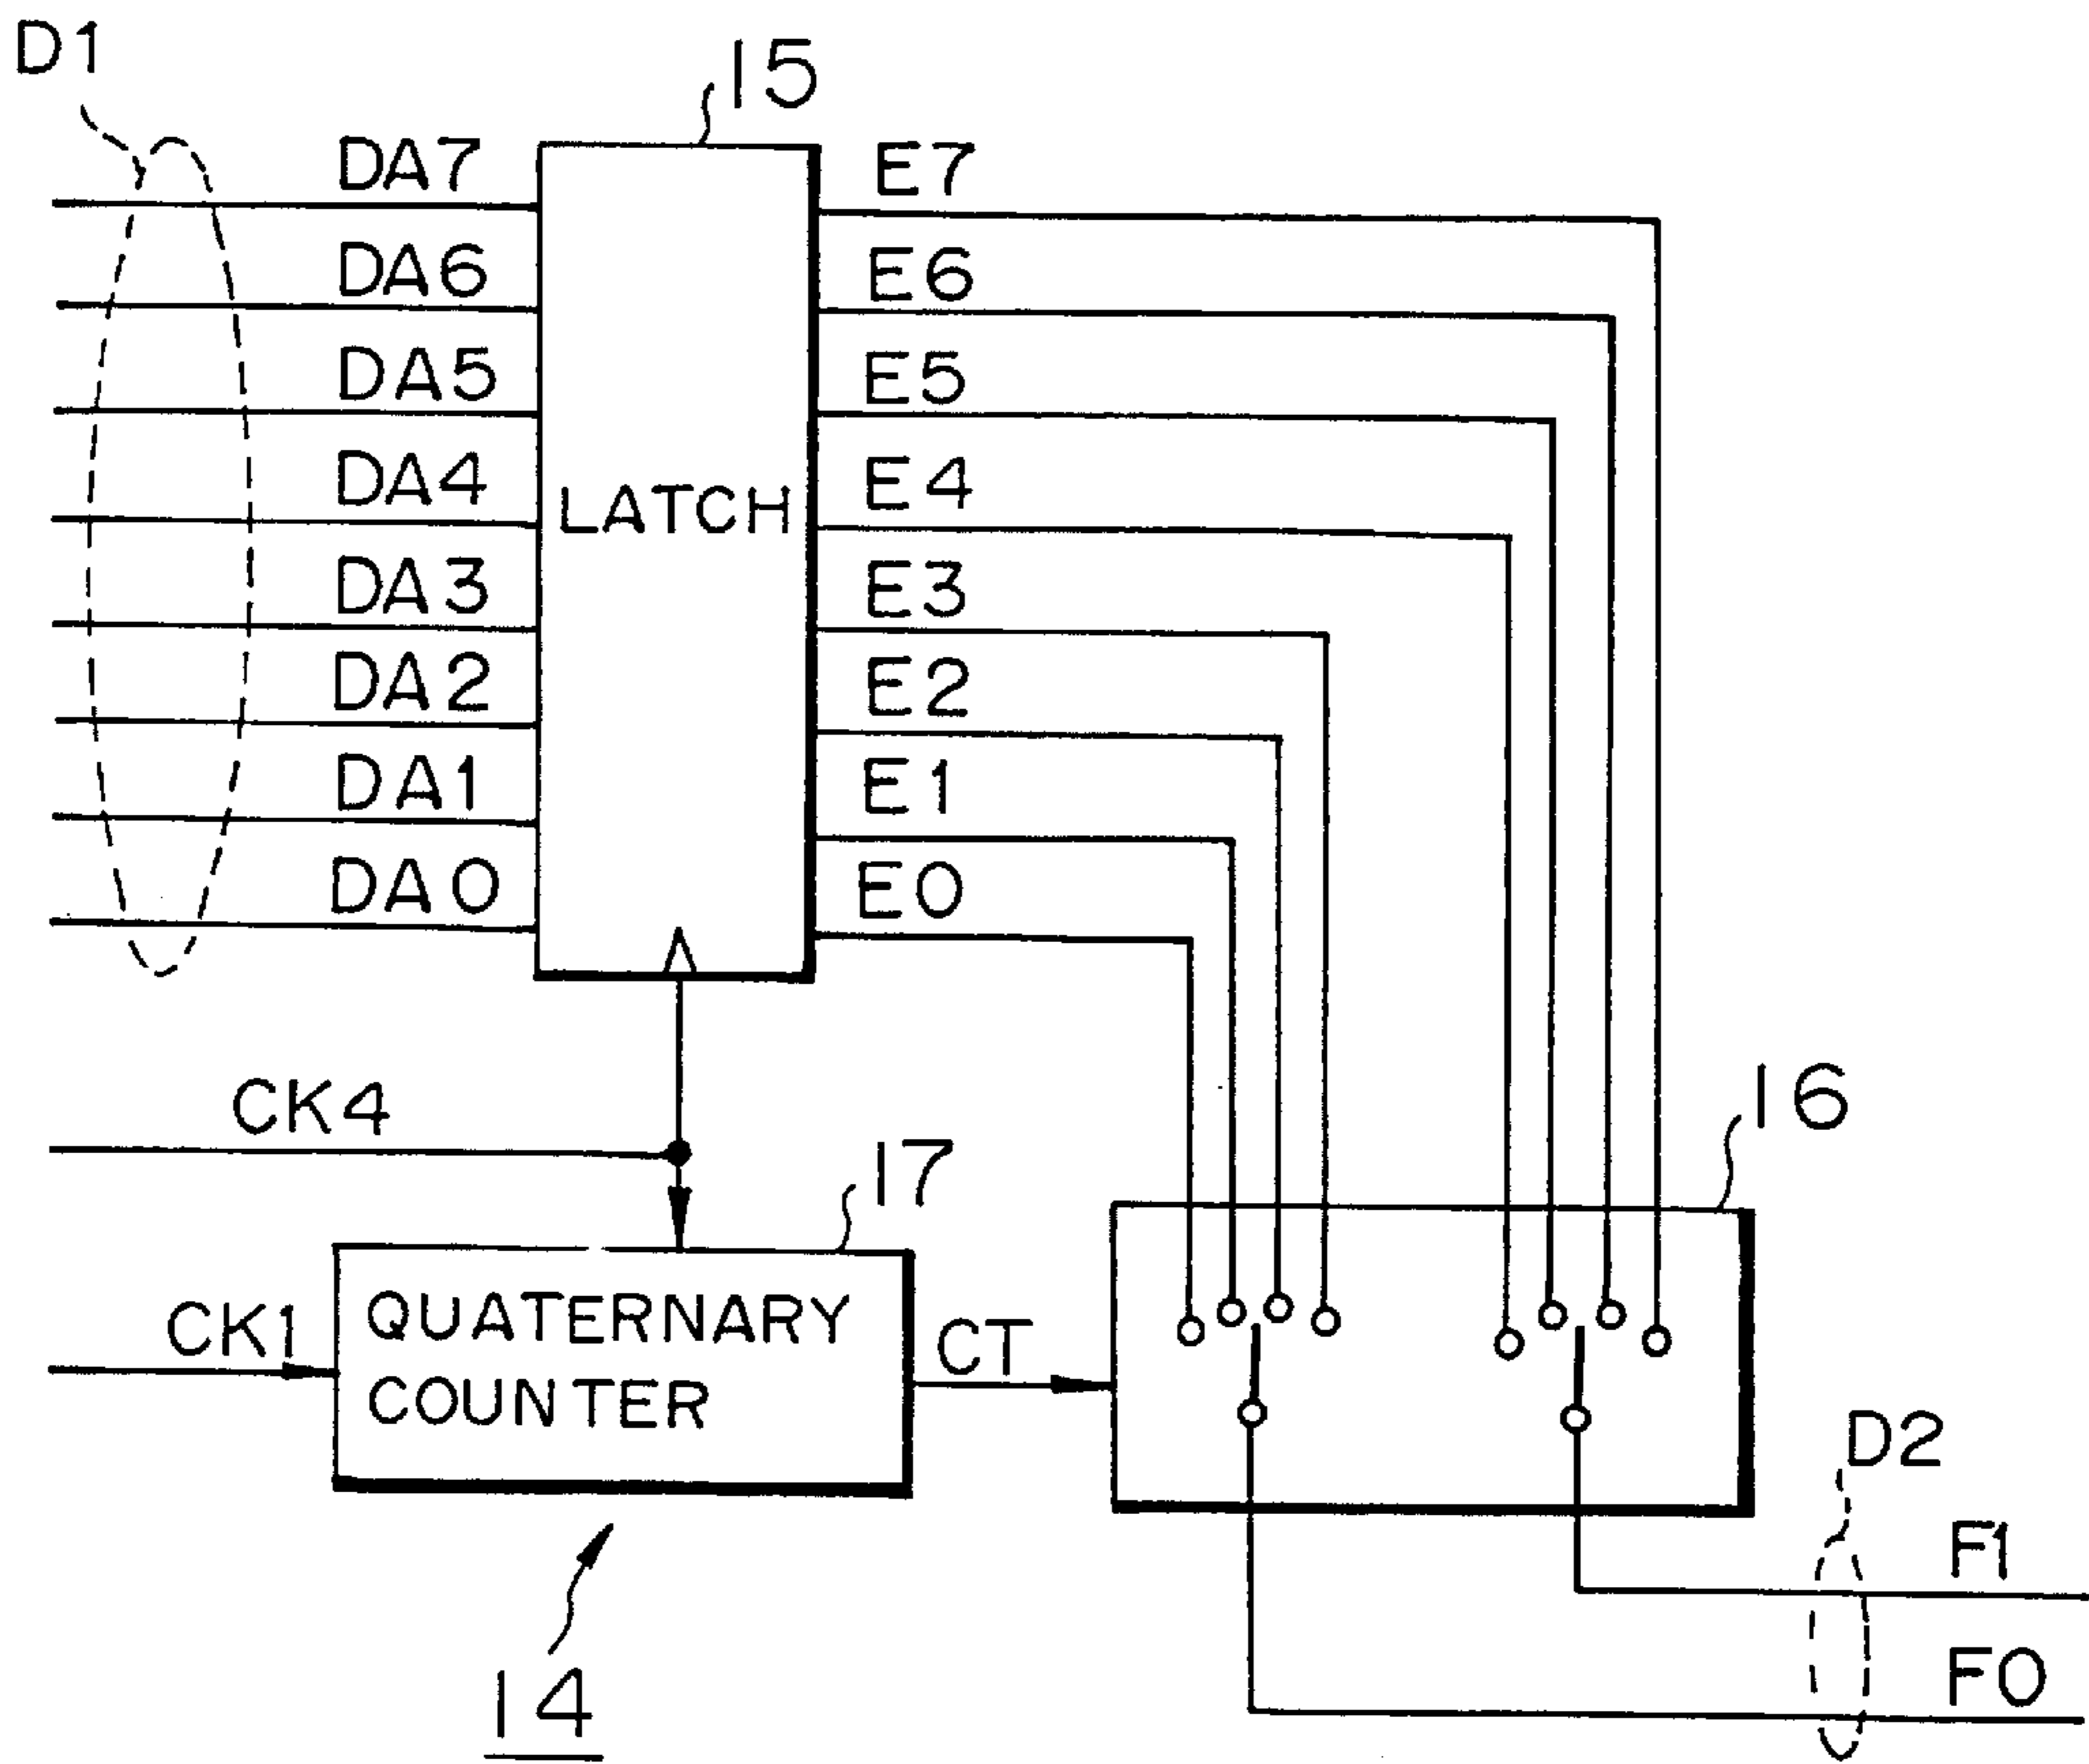 D1
15
DA7
E7
DA6
E6
DA5
E5
DA4
E4
LATCH
DA3
E3
DA2
E2
DA1
E1
DA0
E0
CK4
16
17
CK1
QUATERNARY
COUNTER
CT
D2
F1
14
F0